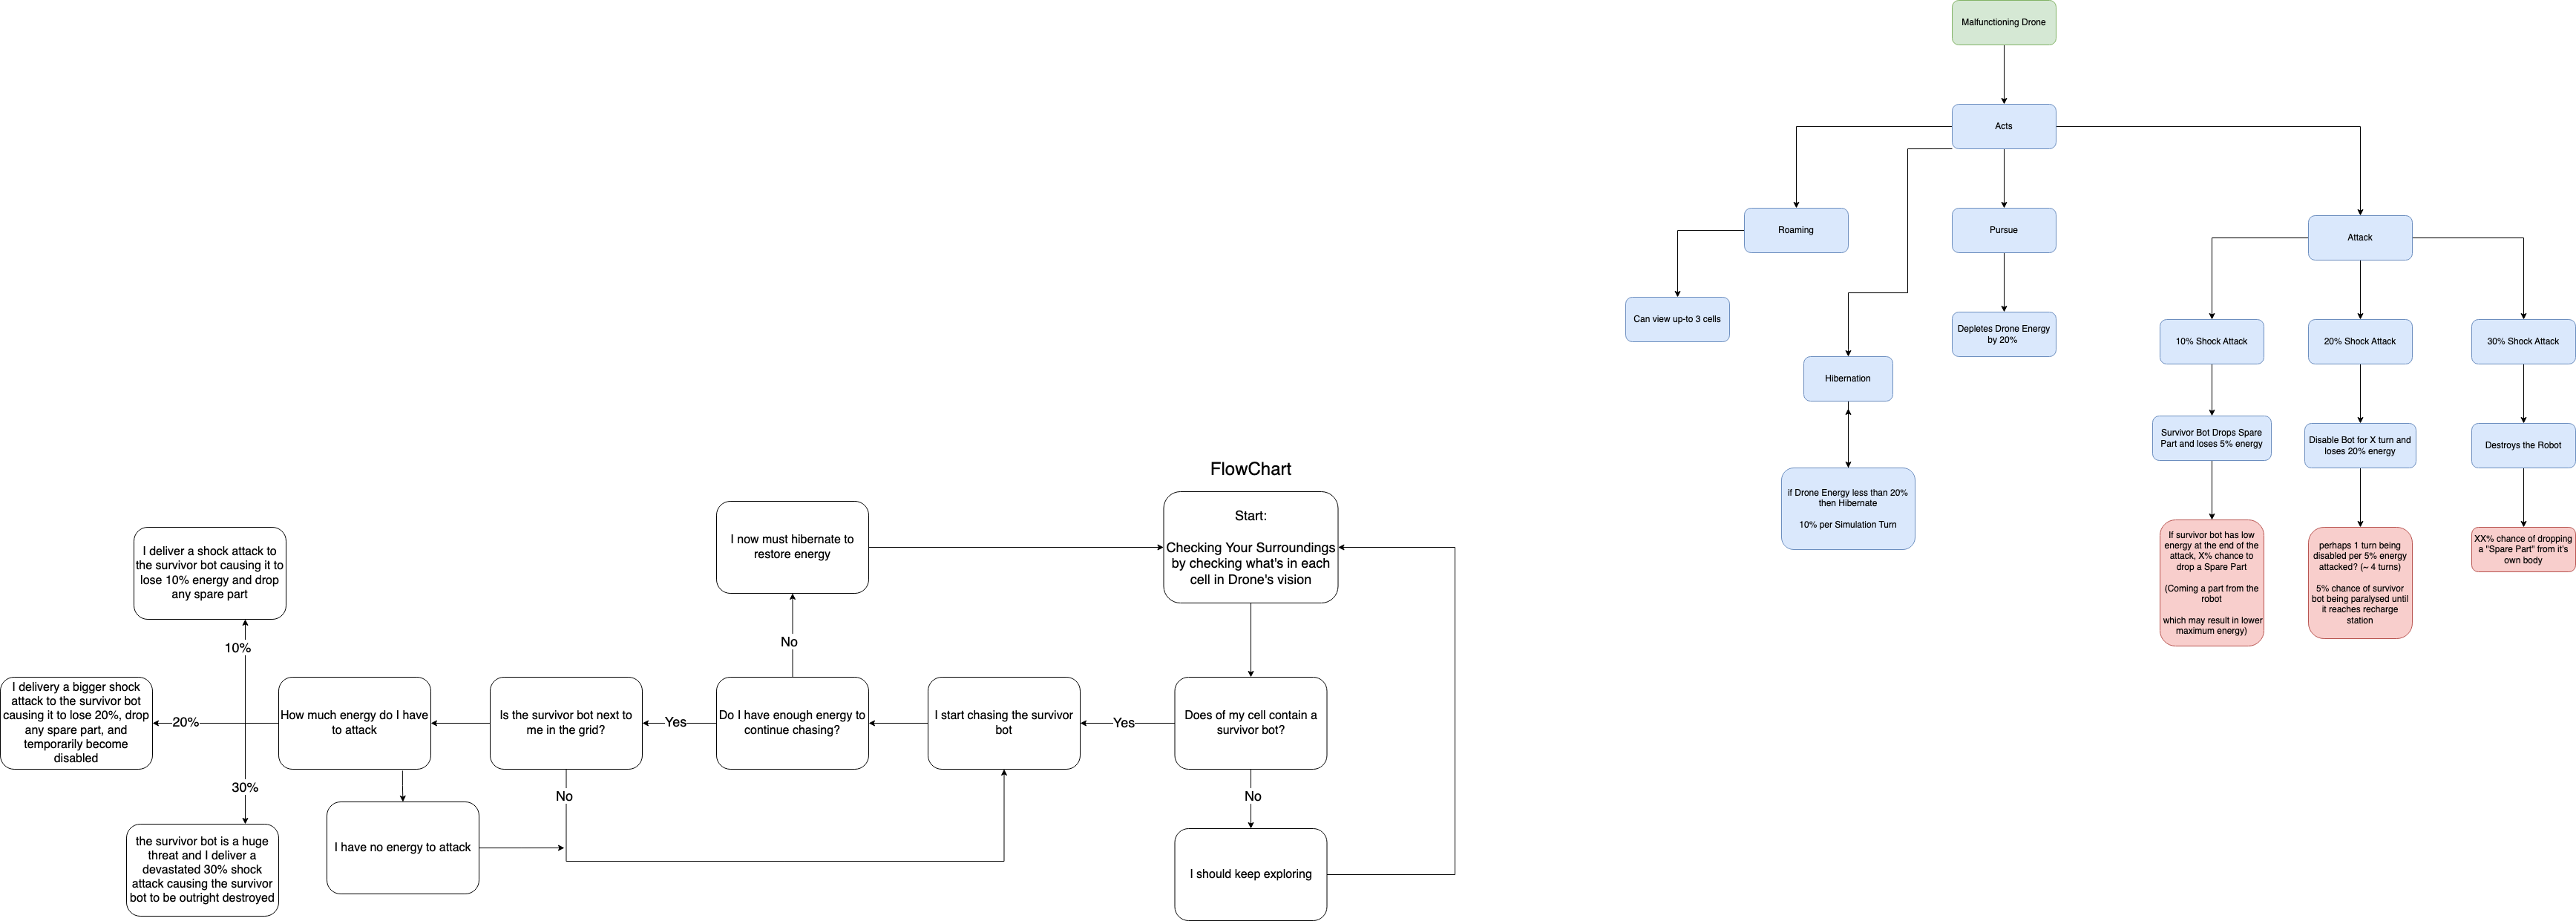 Malfunctioning Drone
Acts
Roaming
Pursue
Attack
Can view up-to 3 cells
Depletes Drone Energy
by 20%
Hibernation
if Drone Energy less than 20%
then Hibernate
10% per Simulation Turn
10% Shock Attack
20% Shock Attack
30% Shock Attack
Survivor Bot Drops Spare
Part and loses 5% energy
Disable Bot for X turn and
loses 20% energy
Destroys the Robot
If survivor bot has low
energy at the end of the
attack, X% chance to
drop a Spare Part
(Coming a part from the
robot
which may result in lower
maximum energy)
perhaps 1 turn being
disabled per 5% energy
attacked? (~ 4 turns)
5% chance of survivor
bot being paralysed until
it reaches recharge
station
XX% chance of dropping
a "Spare Part" from it's
own body
FlowChart
Start:
Checking Your Surroundings
by checking what's in each
cell in Drone's vision
I now must hibernate to
restore energy
No
Does of my cell contain a
survivor bot?
Yes
No
I should keep exploring
I start chasing the survivor
bot
Do I have enough energy to
continue chasing?
Yes
Is the survivor bot next to
me in the grid?
No
How much energy do I have
to attack
I have no energy to attack
10%
I deliver a shock attack to
the survivor bot causing it to
lose 10% energy and drop
any spare part
20%
I delivery a bigger shock
attack to the survivor bot
causing it to lose 20%, drop
any spare part, and
temporarily become
disabled
30%
the survivor bot is a huge
threat and I deliver a
devastated 30% shock
attack causing the survivor
bot to be outright destroyed